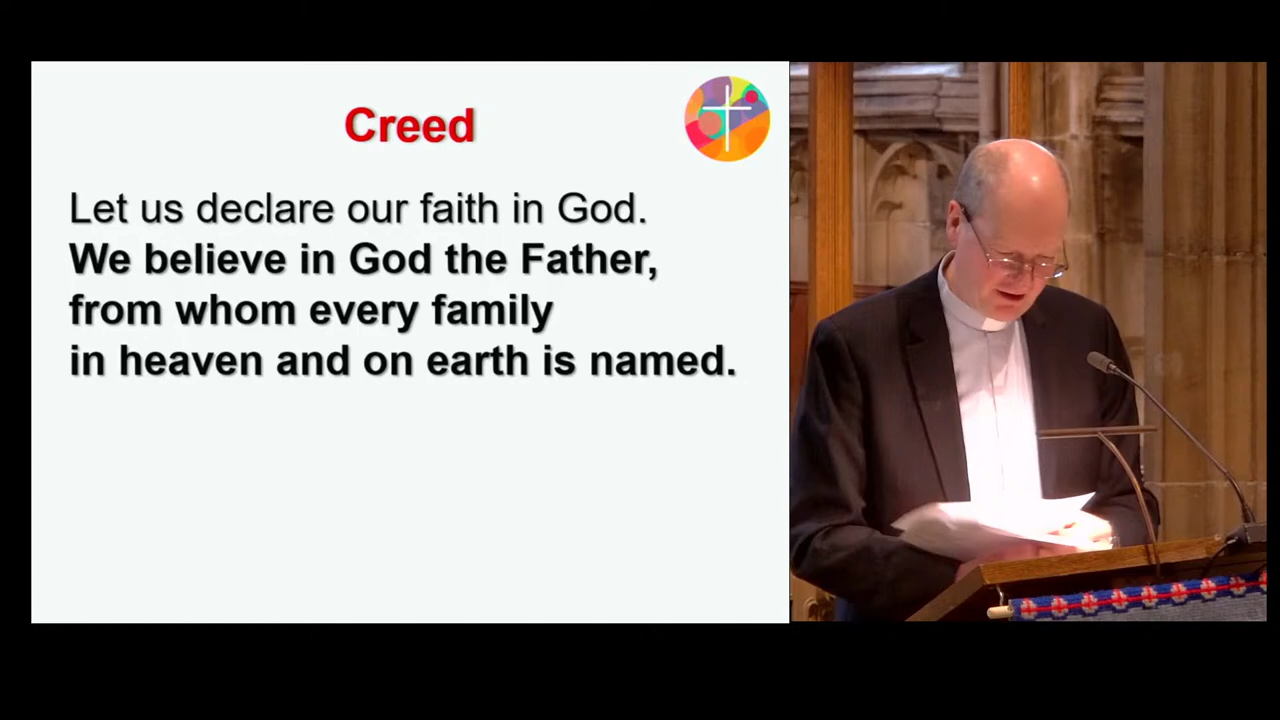 Creed
Let us declare our faith in God.
We believe in God the Father,
from whom every family
in heaven and on earth is named.